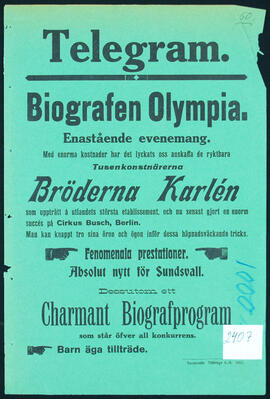 60
Telegram.
Biografen Olympia.
Enastående evenemang.
Med enorma kostnader har det lyckats oss anskaffa de ryktbara
Tusenkonstnärerna
Bröderna Karlén
som uppträtt å utlandets största etablissement, och nu senast gjort en enorm
succés på Cirkus Busch, Berlin.
Man kan knappt tro sina öron och ögon inför dessa häpnadsväckande tricks.
Fenomenala prestationer.
Absolut nytt för Sundsvall.
Dessutom ett
Charmant Biografprogram
som står öfver all konkurrens.
Barn äga tillträde.
2407